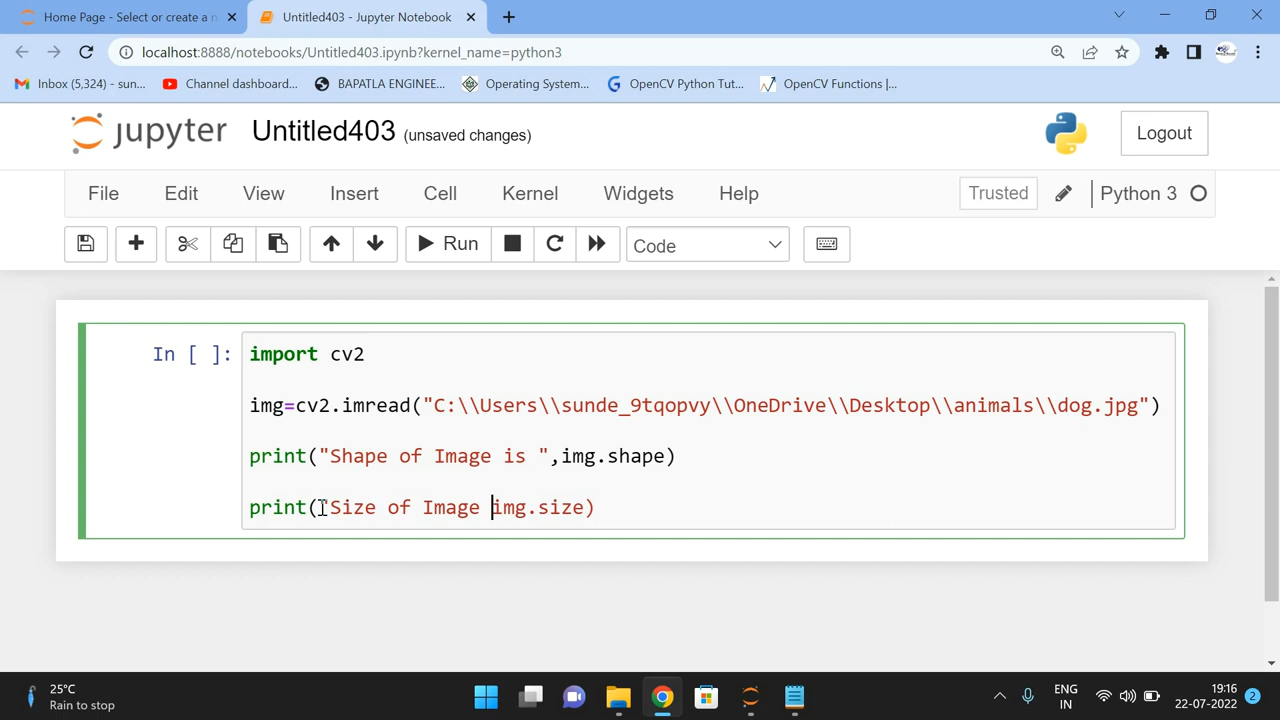 Home Page - Select or create a n
Untitled403 - Jupyter Notebook
localhost:8888/notebooks/Untitled403.ipynb?kernel_name=python3
Inbox (5,324) - sun...
Channel dashboard...
BAPATLA ENGINEE...
Operating System...
OpenCV Python Tut...
OpenCV Functions |...
jupyter Untitled403 (unsaved changes)
Logout
File Edit View Insert Cell Kernel Widgets Help
Trusted
Python 3
Run
Code
In [ ]:
import cv2
img=cv2.imread("C:\\Users\\sunde_9tqopvy\\OneDrive\\Desktop\\animals\\dog.jpg")
print("Shape of Image is ",img.shape)
print("Size of Image img.size)
25°C
Rain to stop
ENG
IN
19:16
22-07-2022
2